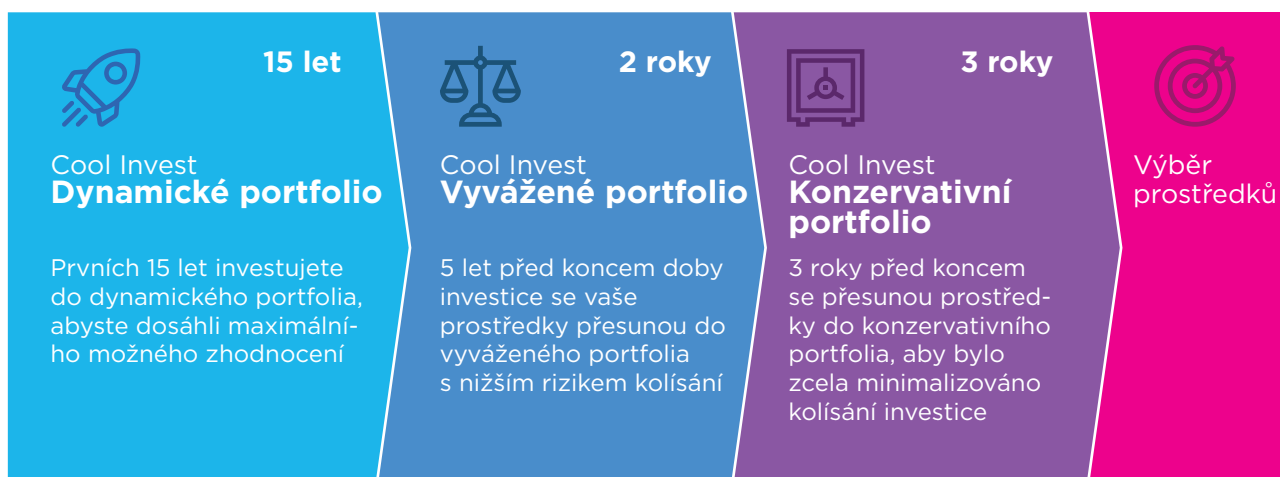 15 let
Cool Invest
Dynamické portfolio
Prvních 15 let investujete
do dynamického portfolia,
abyste dosáhli maximální-
ho možného zhodnocení
2 roky
Cool Invest
Vyvážené portfolio
5 let před koncem doby
investice se vaše
prostředky přesunou do
vyváženého portfolia
s nižším rizikem kolísání
3 roky
Cool Invest
Konzervativní
portfolio
3 roky před koncem
se přesunou prostřed-
ky do konzervativního
portfolia, aby bylo
zcela minimalizováno
kolísání investice
Výběr
prostředků